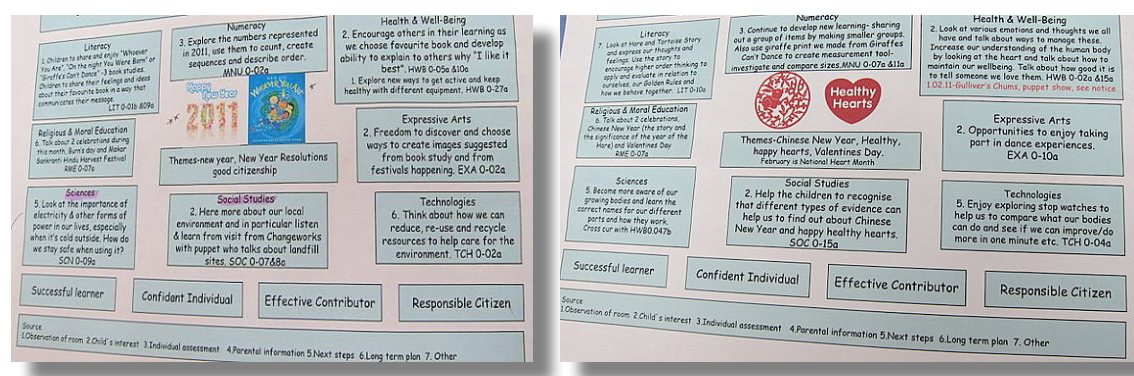 Literacy
1. Children to share and enjoy "Whoever
You Are", "On the night You Were Born" or
"Giraffe's Can't Dance" -3 book studies.
Children to share their feelings and ideas
about their favourite book in a way that
communicates their message.
LIT 0-01b &09a
Religious & Moral Education
6. Talk about 2 celebrations during
this month. Burn's day and Makar
Sankranti: Hindu Harvest Festival
RME 0-07a
Sciences
5. Look at the importance of
electricity & other forms of
power in our lives, especially
when it's cold outside. How do
we stay safe when using it?
SCN 0-09a
Numeracy
3. Explore the numbers represented
in 2011, use them to count, create
sequences and describe order.
MNU 0-02a
Happy
New Year
2011
WHOEVER YOU ARE
Themes-new year, New Year Resolutions
good citizenship
Social Studies
2. Here more about our local
environment and in particular listen
& learn from visit from Changeworks
with puppet who talks about landfill
sites. SOC 0-07&8a
Health & Well-Being
2. Encourage others in their learning as
we choose favourite book and develop
ability to explain to others why "I like it
best". HWB 0-05e &10c
1. Explore new ways to get active and keep
healthy with different equipment. HWB 0-27a
Expressive Arts
2. Freedom to discover and choose
ways to create images suggested
from book study and from
festivals happening. EXA 0-02a
Technologies
6. Think about how we can
reduce, re-use and recycle
resources to help care for the
environment. TCH 0-02a
Successful learner
Confidant Individual
Effective Contributor
Responsible Citizen
Source
1.Observation of room 2.Child's interest 3.Individual assessment 4.Parental information 5.Next steps 6.Long term plan 7. Other
Literacy
7. Look at Hare and Tortoise Story
and express our thoughts and
feelings. Use the story to
encourage higher order thinking to
apply and evaluate in relation to
ourselves, our Golden Rules and
how we behave together. LIT 0-10a
Religious & Moral Education
6. Talk about 2 celebrations,
Chinese New Year (the story and
the significance of the year of the
Hare) and Valentines Day
RME 0-07a
Sciences
5. Become more aware of our
growing bodies and learn the
correct names for our different
parts and how they work.
Cross cur with HWB0.047b
Numeracy
3. Continue to develop new learning- sharing
out a group of items by making smaller groups.
Also use giraffe print we made from Giraffes
Can't Dance to create measurement tool-
investigate and compare sizes.MNU 0-07a &11a
Healthy
Hearts
Themes-Chinese New Year, Healthy,
happy hearts, Valentines Day.
February is National Heart Month
Social Studies
2. Help the children to recognise
that different types of evidence can
help us to find out about Chinese
New Year and happy healthy hearts.
SOC 0-15a
Health & Well-Being
2. Look at various emotions and thoughts we all
have and talk about ways to manage these.
Increase our understanding of the human body
by looking at the heart and talk about how to
maintain our wellbeing. Talk about how good it is
to tell someone we love them. HWB 0-02a &15a
1.02.11-Gulliver's Chums, puppet show, see notice
Expressive Arts
2. Opportunities to enjoy taking
part in dance experiences.
EXA 0-10a
Technologies
5. Enjoy exploring stop watches to
help us to compare what our bodies
can do and see if we can improve/do
more in one minute etc. TCH 0-04a
Successful learner
Confident Individual
Effective Contributor
Responsible Citizen
Source
1.Observation of room 2.Child's interest 3.Individual assessment 4.Parental information 5.Next steps 6.Long term plan 7. Other